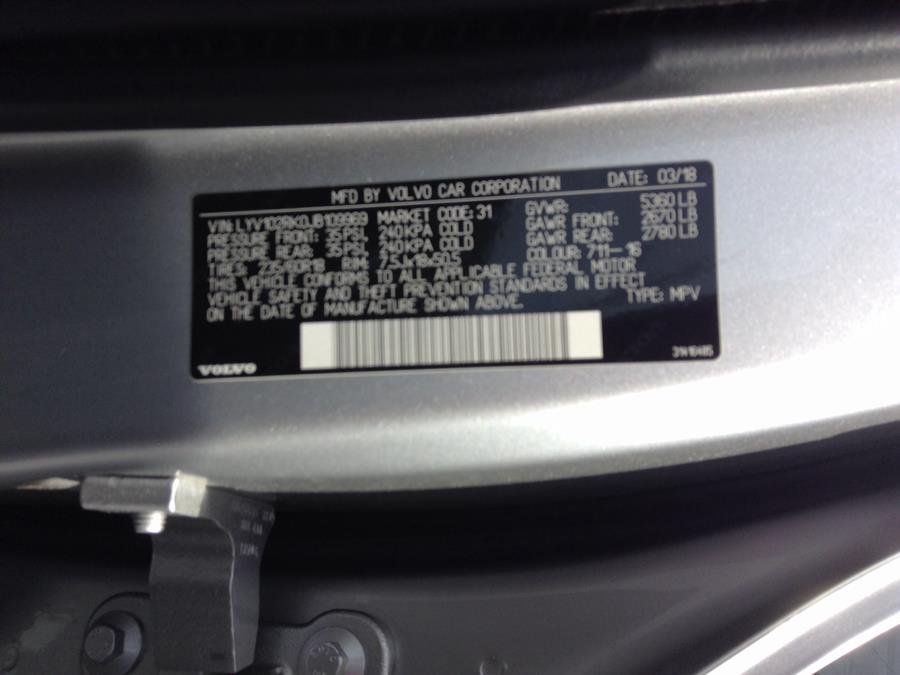 MFD BY VOLVO CAR CORPORATION DATE: 03/18
VIN: LYV102RK0JB109969 MARKET CODE: 31 GVWR: 5360 LB
PRESSURE FRONT: 35 PSI, 240 KPA COLD GAWR FRONT: 2670 LB
PRESSURE REAR: 35 PSI, 240 KPA COLD GAWR REAR: 2780 LB
TIRES: 235/60R18 RIM: 7,5Jx18x50,5 COLOUR: 711-16
THIS VEHICLE CONFORMS TO ALL APPLICABLE FEDERAL MOTOR
VEHICLE SAFETY AND THEFT PREVENTION STANDARDS IN EFFECT
ON THE DATE OF MANUFACTURE SHOWN ABOVE. TYPE: MPV
VOLVO 31416485